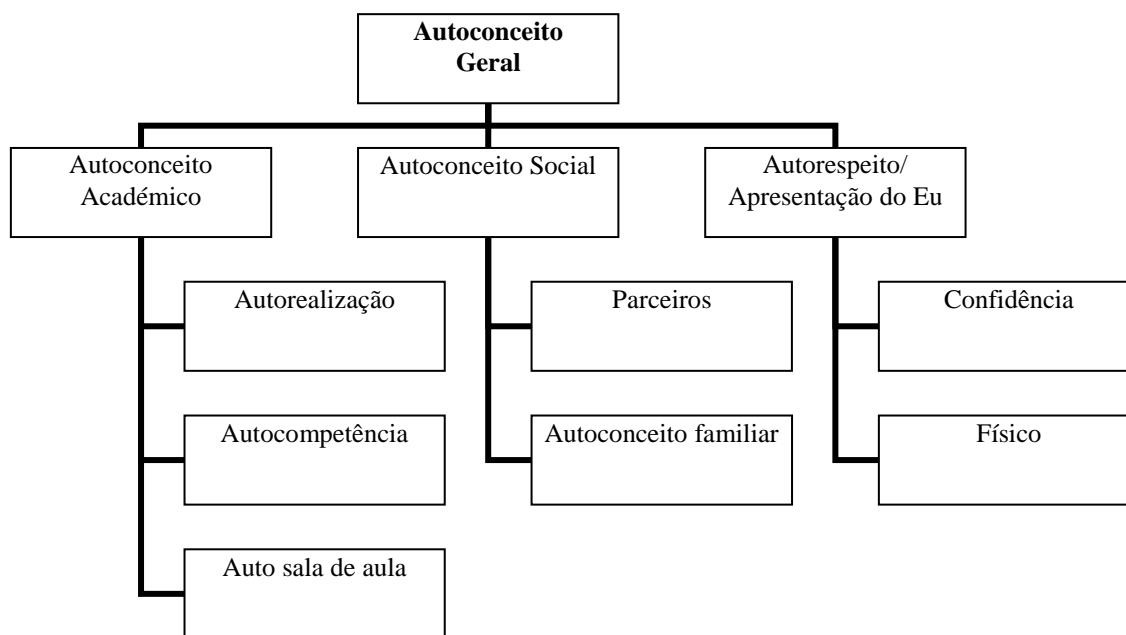 Autoconceito
Geral
Autoconceito
Académico
Autoconceito Social
Autorespeito/
Apresentação do Eu
Autorealização
Parceiros
Confidência
Autocompetência
Autoconceito familiar
Físico
Auto sala de aula